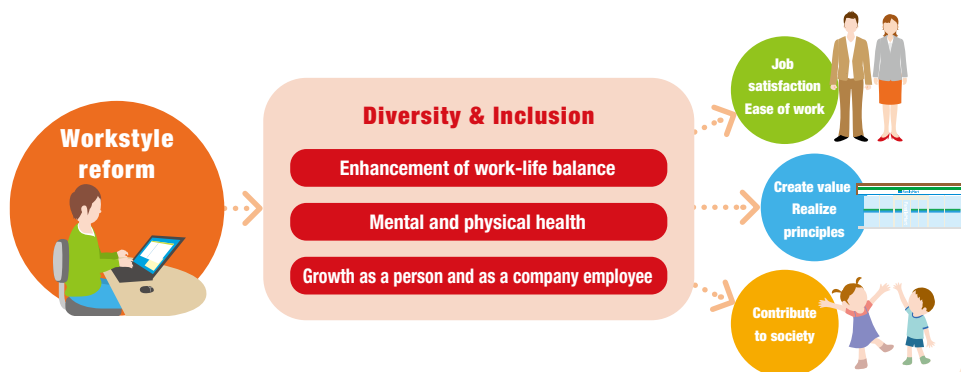 Workstyle
reform
Diversity & Inclusion
Enhancement of work-life balance
Mental and physical health
Growth as a person and as a company employee
Job
satisfaction
Ease of work
Create value
Realize
principles
Contribute
to society